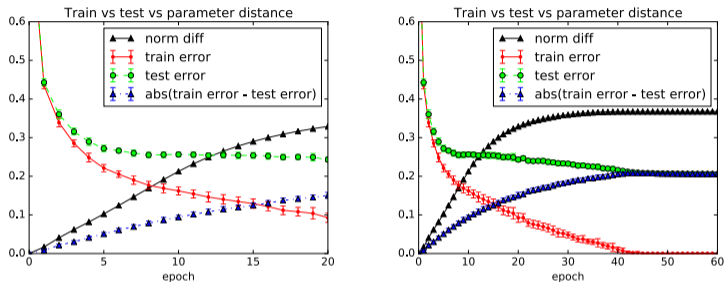 Train vs test vs parameter distance
0.6
0.5
0.4
0.3
0.2
0.1
0.0
norm diff
train error
test error
abs(train error - test error)
0 5 10 15 20
epoch
Train vs test vs parameter distance
0.6
0.5
0.4
0.3
0.2
0.1
0.0
norm diff
train error
test error
abs(train error - test error)
0 10 20 30 40 50 60
epoch